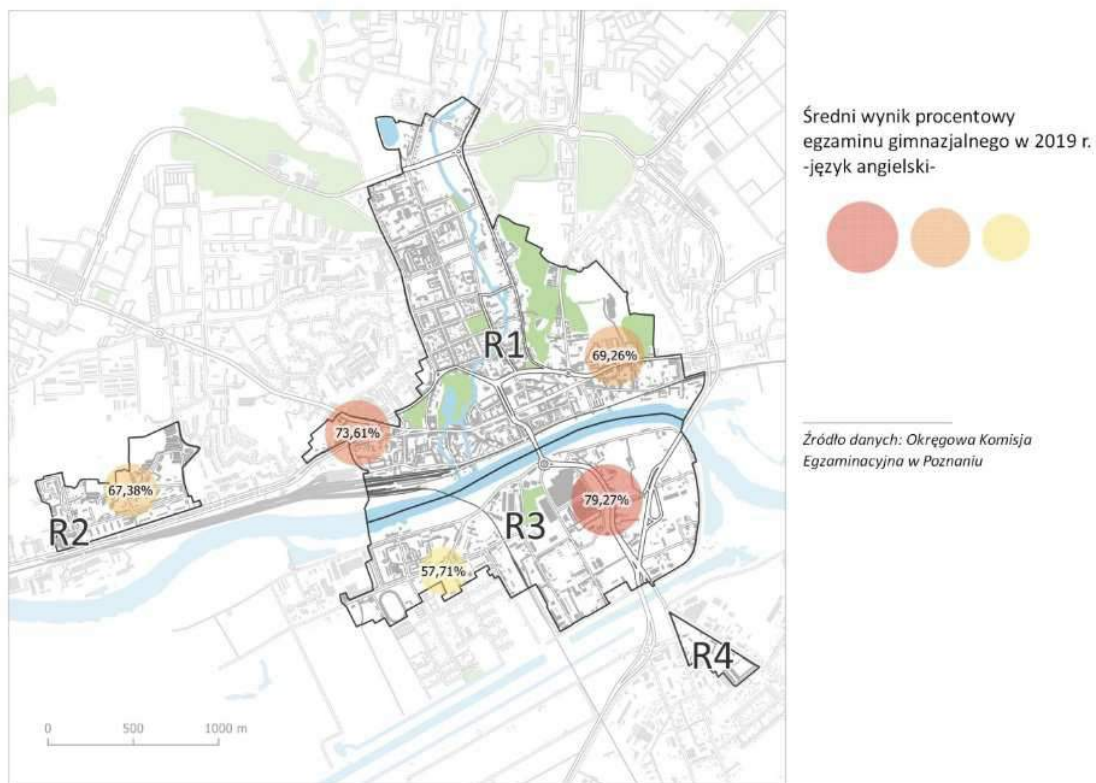 Średni wynik procentowy
egzaminu gimnazjalnego w 2019 r.
-język angielski-
R1
69,26%
73,61%
67,38%
R2
79,27%
R3
57,71%
R4
Źródło danych: Okręgowa Komisja
Egzaminacyjna w Poznaniu
0 500 1000 m